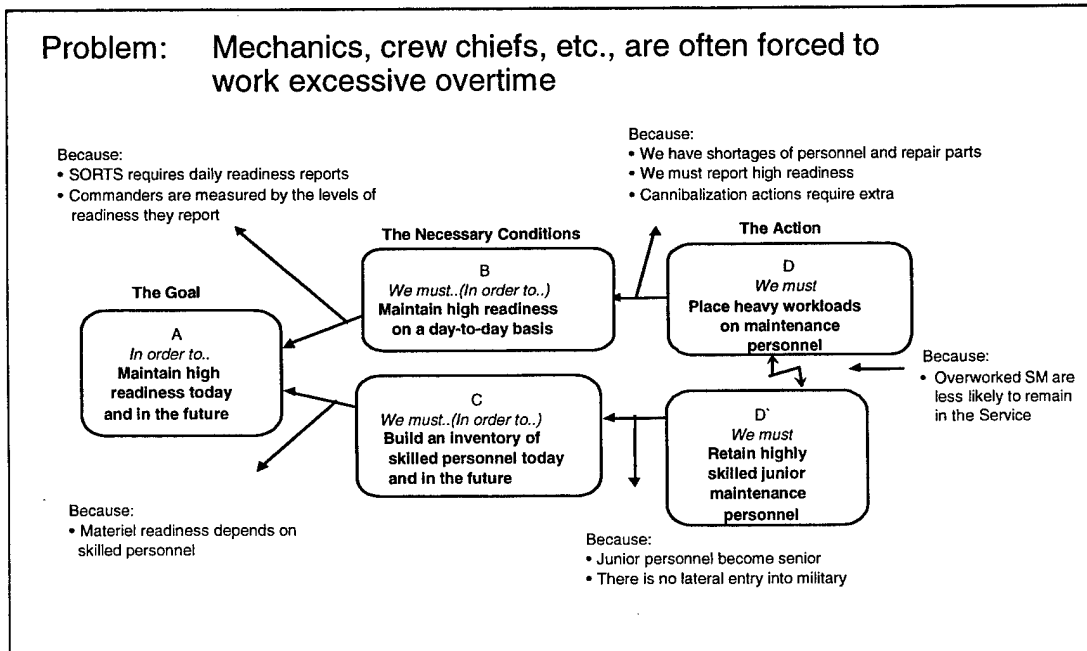 Problem: Mechanics, crew chiefs, etc., are often forced to
work excessive overtime
Because:
• SORTS requires daily readiness reports
• Commanders are measured by the levels of
readiness they report
Because:
• We have shortages of personnel and repair parts
• We must report high readiness
• Cannibalization actions require extra
The Goal
A
In order to..
Maintain high
readiness today
and in the future
The Necessary Conditions
B
We must..(In order to..)
Maintain high readiness
on a day-to-day basis
The Action
D
We must
Place heavy workloads
on maintenance
personnel
C
We must..(In order to..)
Build an inventory of
skilled personnel today
and in the future
D`
We must
Retain highly
skilled junior
maintenance
personnel
Because:
• Overworked SM are
less likely to remain
in the Service
Because:
• Materiel readiness depends on
skilled personnel
Because:
• Junior personnel become senior
• There is no lateral entry into military